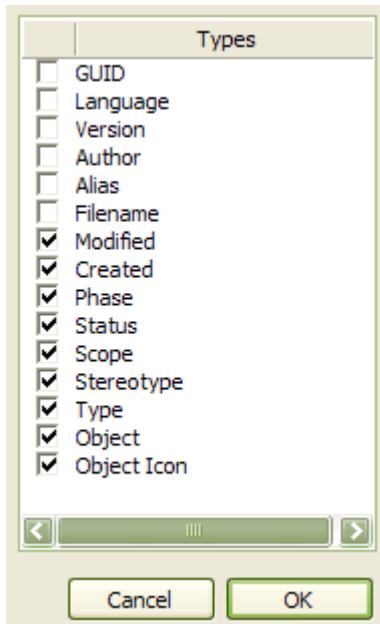 Types
GUID
Language
Version
Author
Alias
Filename
Modified
Created
Phase
Status
Scope
Stereotype
Type
Object
Object Icon
Cancel OK